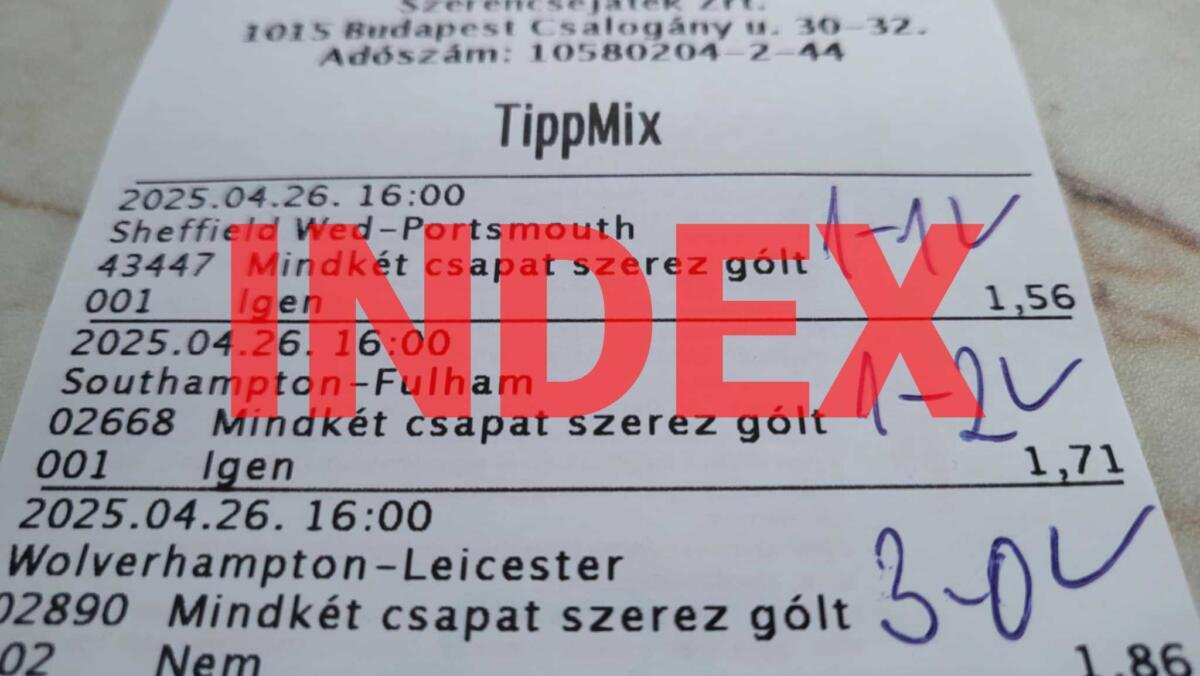 Szerencsejáték Zrt.
1015 Budapest Csalogány u. 30-32.
Adószám: 10580204-2-44
TippMix
2025.04.26. 16:00
Sheffield Wed-Portsmouth
43447 Mindkét csapat szerez gólt 1-1
001 Igen 1,56
2025.04.26. 16:00
Southampton-Fulham
02668 Mindkét csapat szerez gólt 1-2
001 Igen 1,71
2025.04.26. 16:00
Wolverhampton-Leicester
02890 Mindkét csapat szerez gólt 3-0
02 Nem 1,86
INDEX